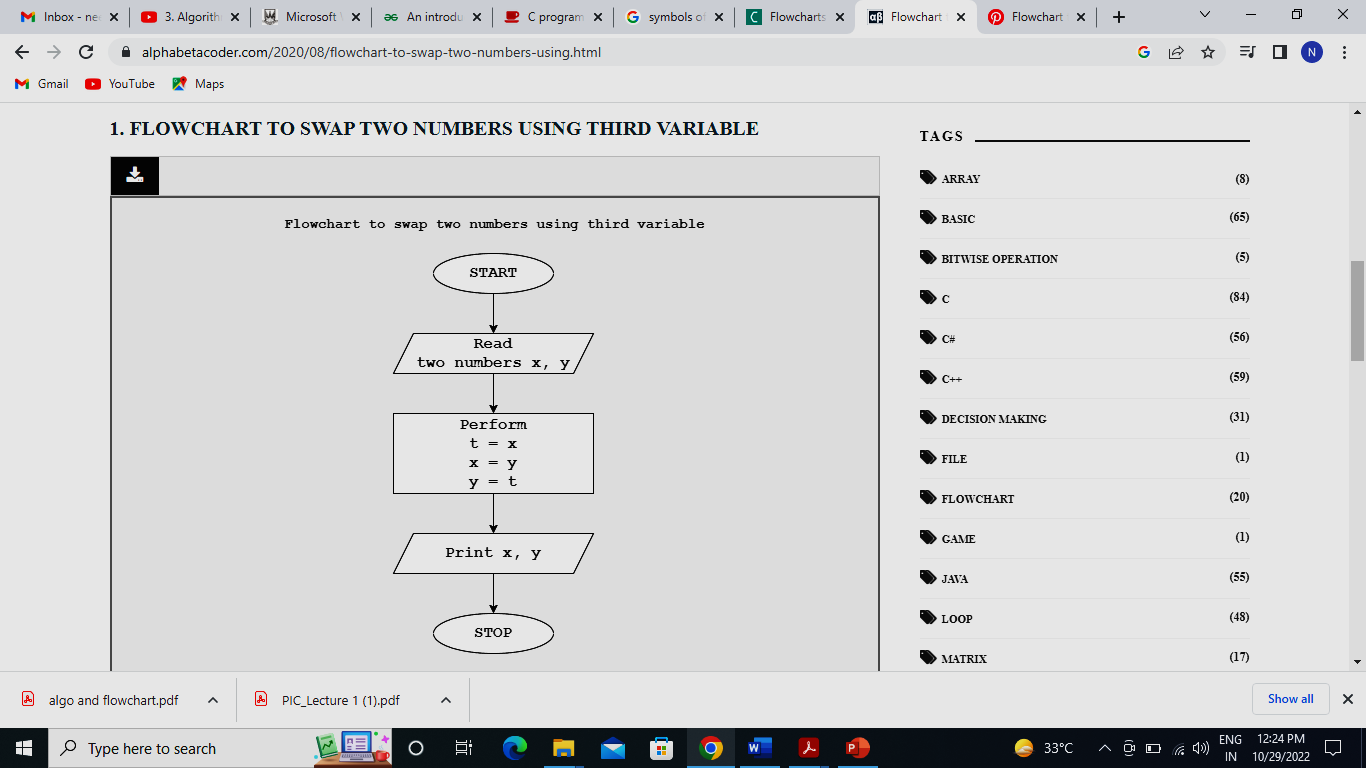 Inbox - ne
3. Algorith
Microsoft
An introdu
C program
symbols o
Flowcharts
Flowchart
Flowchart
alphabetacoder.com/2020/08/flowchart-to-swap-two-numbers-using.html
N
Gmail
YouTube
Maps
1. FLOWCHART TO SWAP TWO NUMBERS USING THIRD VARIABLE
Flowchart to swap two numbers using third variable
START
Read
two numbers x, y
Perform
t = x
x = y
y = t
Print x, y
STOP
TAGS
ARRAY (8)
BASIC (65)
BITWISE OPERATION (5)
C (84)
C# (56)
C++ (59)
DECISION MAKING (31)
FILE (1)
FLOWCHART (20)
GAME (1)
JAVA (55)
LOOP (48)
MATRIX (17)
algo and flowchart.pdf
PIC_Lecture 1 (1).pdf
Show all
Type here to search
33°C
ENG
IN
12:24 PM
10/29/2022